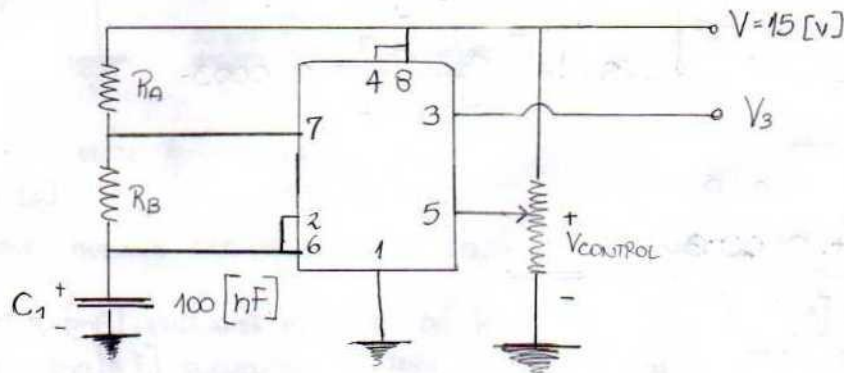 V=15 [V]
RA
4 8
7
3
V3
RB
2
5
+
6
1
VCONTROL
C1
+
100 [nF]
-
-